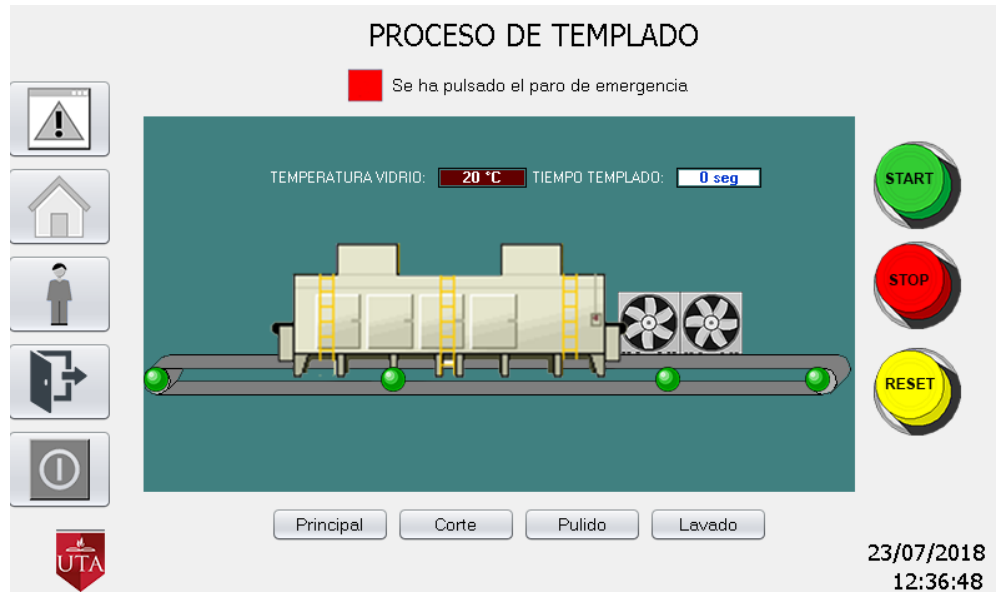 PROCESO DE TEMPLADO
Se ha pulsado el paro de emergencia
TEMPERATURA VIDRIO: 20 °C TIEMPO TEMPLADO: 0 seg
START
STOP
RESET
Principal Corte Pulido Lavado
UTA
23/07/2018
12:36:48